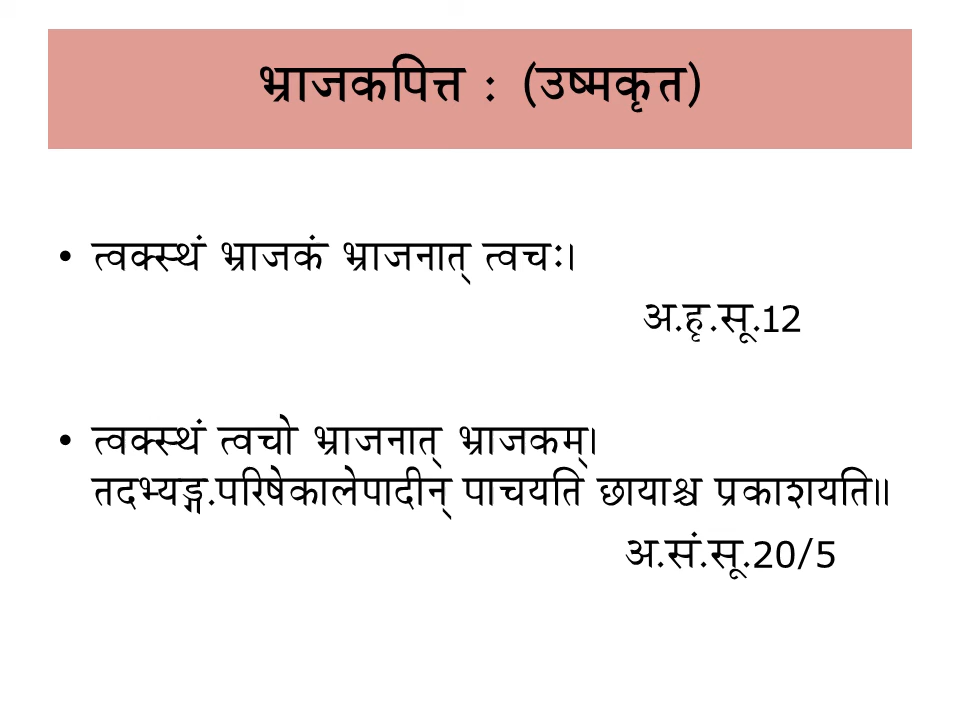 भ्राजकपित्त : (उष्मकृत)
• त्वक्स्थं भ्राजकं भ्राजनात् त्वचः।
अ.हृ.सू.12
• त्वक्स्थं त्वचो भ्राजनात् भ्राजकम्।
तदभ्यङ्ग.परिषेकालेपादीन् पाचयति छायाश्च प्रकाशयति॥
अ.सं.सू.20/5